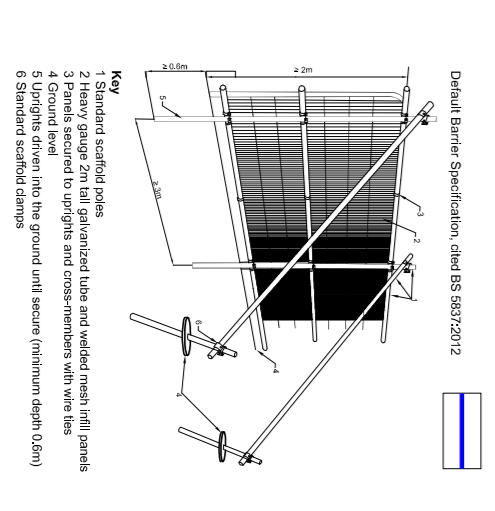 Default Barrier Specification, cited BS 5837:2012
≥ 2m
≥ 0.6m
≥ 3m
1
2
3
4
4
5
6
Key
1 Standard scaffold poles
2 Heavy gauge 2m tall galvanized tube and welded mesh infill panels
3 Panels secured to uprights and cross-members with wire ties
4 Ground level
5 Uprights driven into the ground until secure (minimum depth 0.6m)
6 Standard scaffold clamps